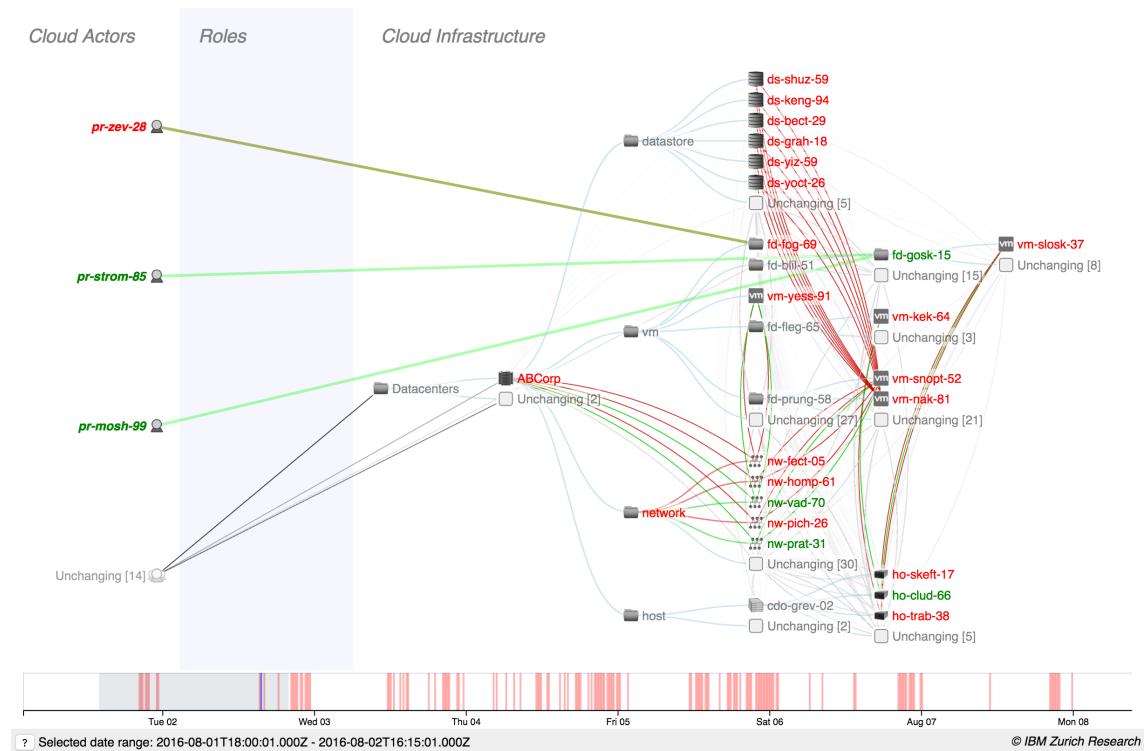 Cloud Actors
Roles
Cloud Infrastructure
ds-shuz-59
ds-keng-94
ds-bect-29
ds-grah-18
ds-yiz-59
ds-yoct-26
Unchanging [5]
pr-zev-28
datastore
fd-fog-69
vm-slosk-37
fd-gosk-15
fd-blil-51
Unchanging [8]
pr-strom-85
Unchanging [15]
vm vm-yess-91
vm vm-kek-64
fd-fleg-65
vm
Unchanging [3]
ABCorp
vm-snopt-52
Datacenters
Unchanging [2]
fd-prung-58
vm-nak-81
Unchanging [27]
Unchanging [21]
pr-mosh-99
nw-fect-05
nw-homp-61
nw-vad-70
network
nw-pich-26
nw-prat-31
Unchanging [30]
Unchanging [14]
ho-skeft-17
ho-clud-66
cdo-grev-02
host
ho-trab-38
Unchanging [2]
Unchanging [5]
Tue 02 Wed 03 Thu 04 Fri 05 Sat 06 Aug 07 Mon 08
? Selected date range: 2016-08-01T18:00:01.000Z - 2016-08-02T16:15:01.000Z
© IBM Zurich Research